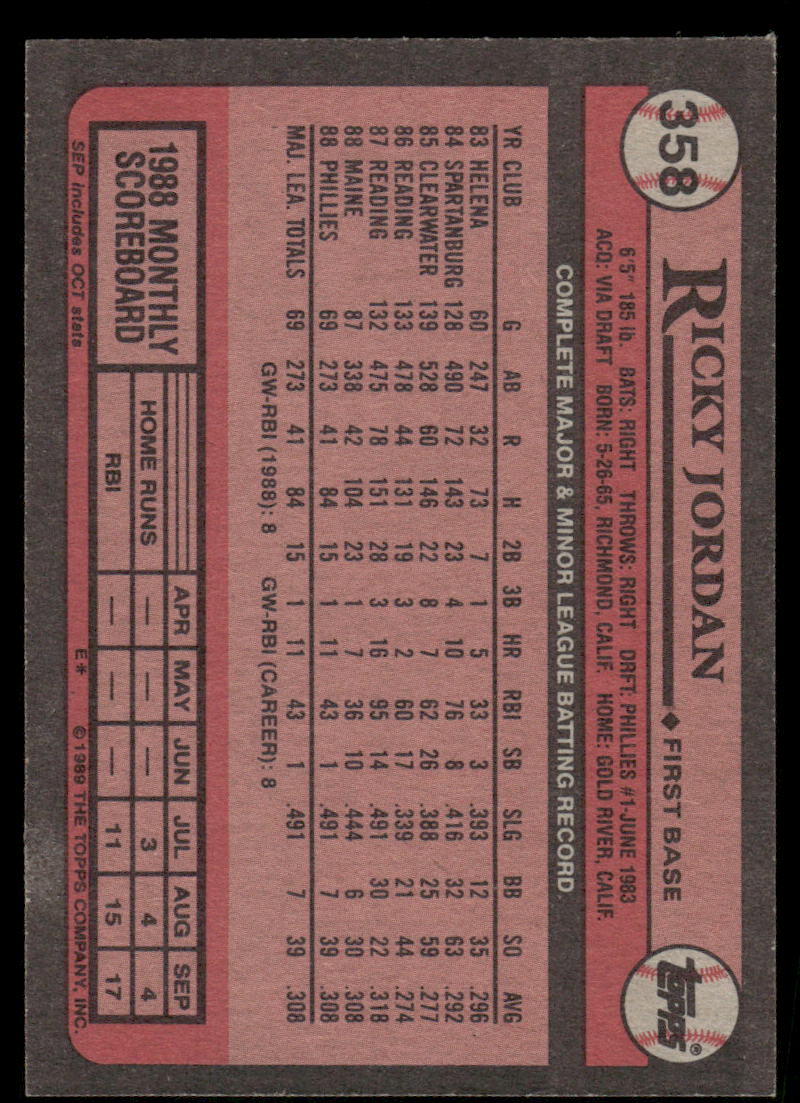 358
RICKY JORDAN ◆ FIRST BASE
topps®
6'5" 185 lb. BATS: RIGHT THROWS: RIGHT DRFT: PHILLIES #1-JUNE 1983
ACQ: VIA DRAFT BORN: 5-26-65, RICHMOND, CALIF. HOME: GOLD RIVER, CALIF.
COMPLETE MAJOR & MINOR LEAGUE BATTING RECORD
YR CLUB G AB R H 2B 3B HR RBI SB SLG BB SO AVG
83 HELENA 60 247 32 73 7 1 5 33 3 .393 12 35 .296
84 SPARTANBURG 128 490 72 143 23 4 10 76 8 .416 32 63 .292
85 CLEARWATER 139 528 60 146 22 8 7 62 26 .388 25 59 .277
86 READING 133 478 44 131 19 3 2 60 17 .339 21 44 .274
87 READING 132 475 78 151 28 3 16 95 14 .491 30 22 .318
88 MAINE 87 338 42 104 23 1 7 36 10 .444 6 30 .308
88 PHILLIES 69 273 41 84 15 1 11 43 1 .491 7 39 .308
MAJ. LEA. TOTALS 69 273 41 84 15 1 11 43 1 .491 7 39 .308
GW-RBI (1988): 8 GW-RBI (CAREER): 8
1988 MONTHLY
SCOREBOARD
APR MAY JUN JUL AUG SEP
HOME RUNS — — — 3 4 4
RBI — — — 11 15 17
SEP includes OCT stats E* ©1989 THE TOPPS COMPANY, INC.